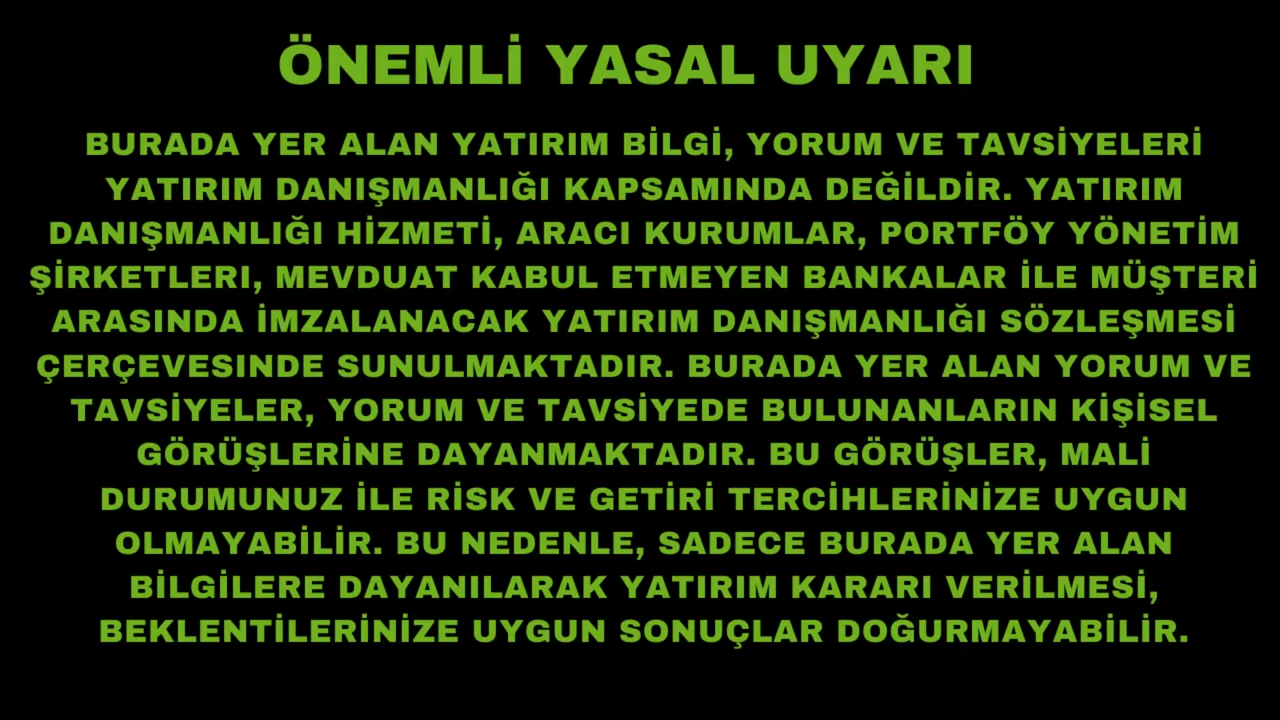 ÖNEMLİ YASAL UYARI
BURADA YER ALAN YATIRIM BİLGİ, YORUM VE TAVSİYELERİ
YATIRIM DANIŞMANLIĞI KAPSAMINDA DEĞİLDİR. YATIRIM
DANIŞMANLIĞI HİZMETİ, ARACI KURUMLAR, PORTFÖY YÖNETİM
ŞİRKETLERI, MEVDUAT KABUL ETMEYEN BANKALAR İLE MÜŞTERİ
ARASINDA İMZALANACAK YATIRIM DANIŞMANLIĞI SÖZLEŞMESİ
ÇERÇEVESINDE SUNULMAKTADIR. BURADA YER ALAN YORUM VE
TAVSİYELER, YORUM VE TAVSİYEDE BULUNANLARIN KİŞİSEL
GÖRÜŞLERİNE DAYANMAKTADIR. BU GÖRÜŞLER, MALİ
DURUMUNUZ İLE RİSK VE GETİRİ TERCİHLERİNİZE UYGUN
OLMAYABİLİR. BU NEDENLE, SADECE BURADA YER ALAN
BİLGİLERE DAYANILARAK YATIRIM KARARI VERİLMESİ,
BEKLENTİLERİNİZE UYGUN SONUÇLAR DOĞURMAYABİLİR.